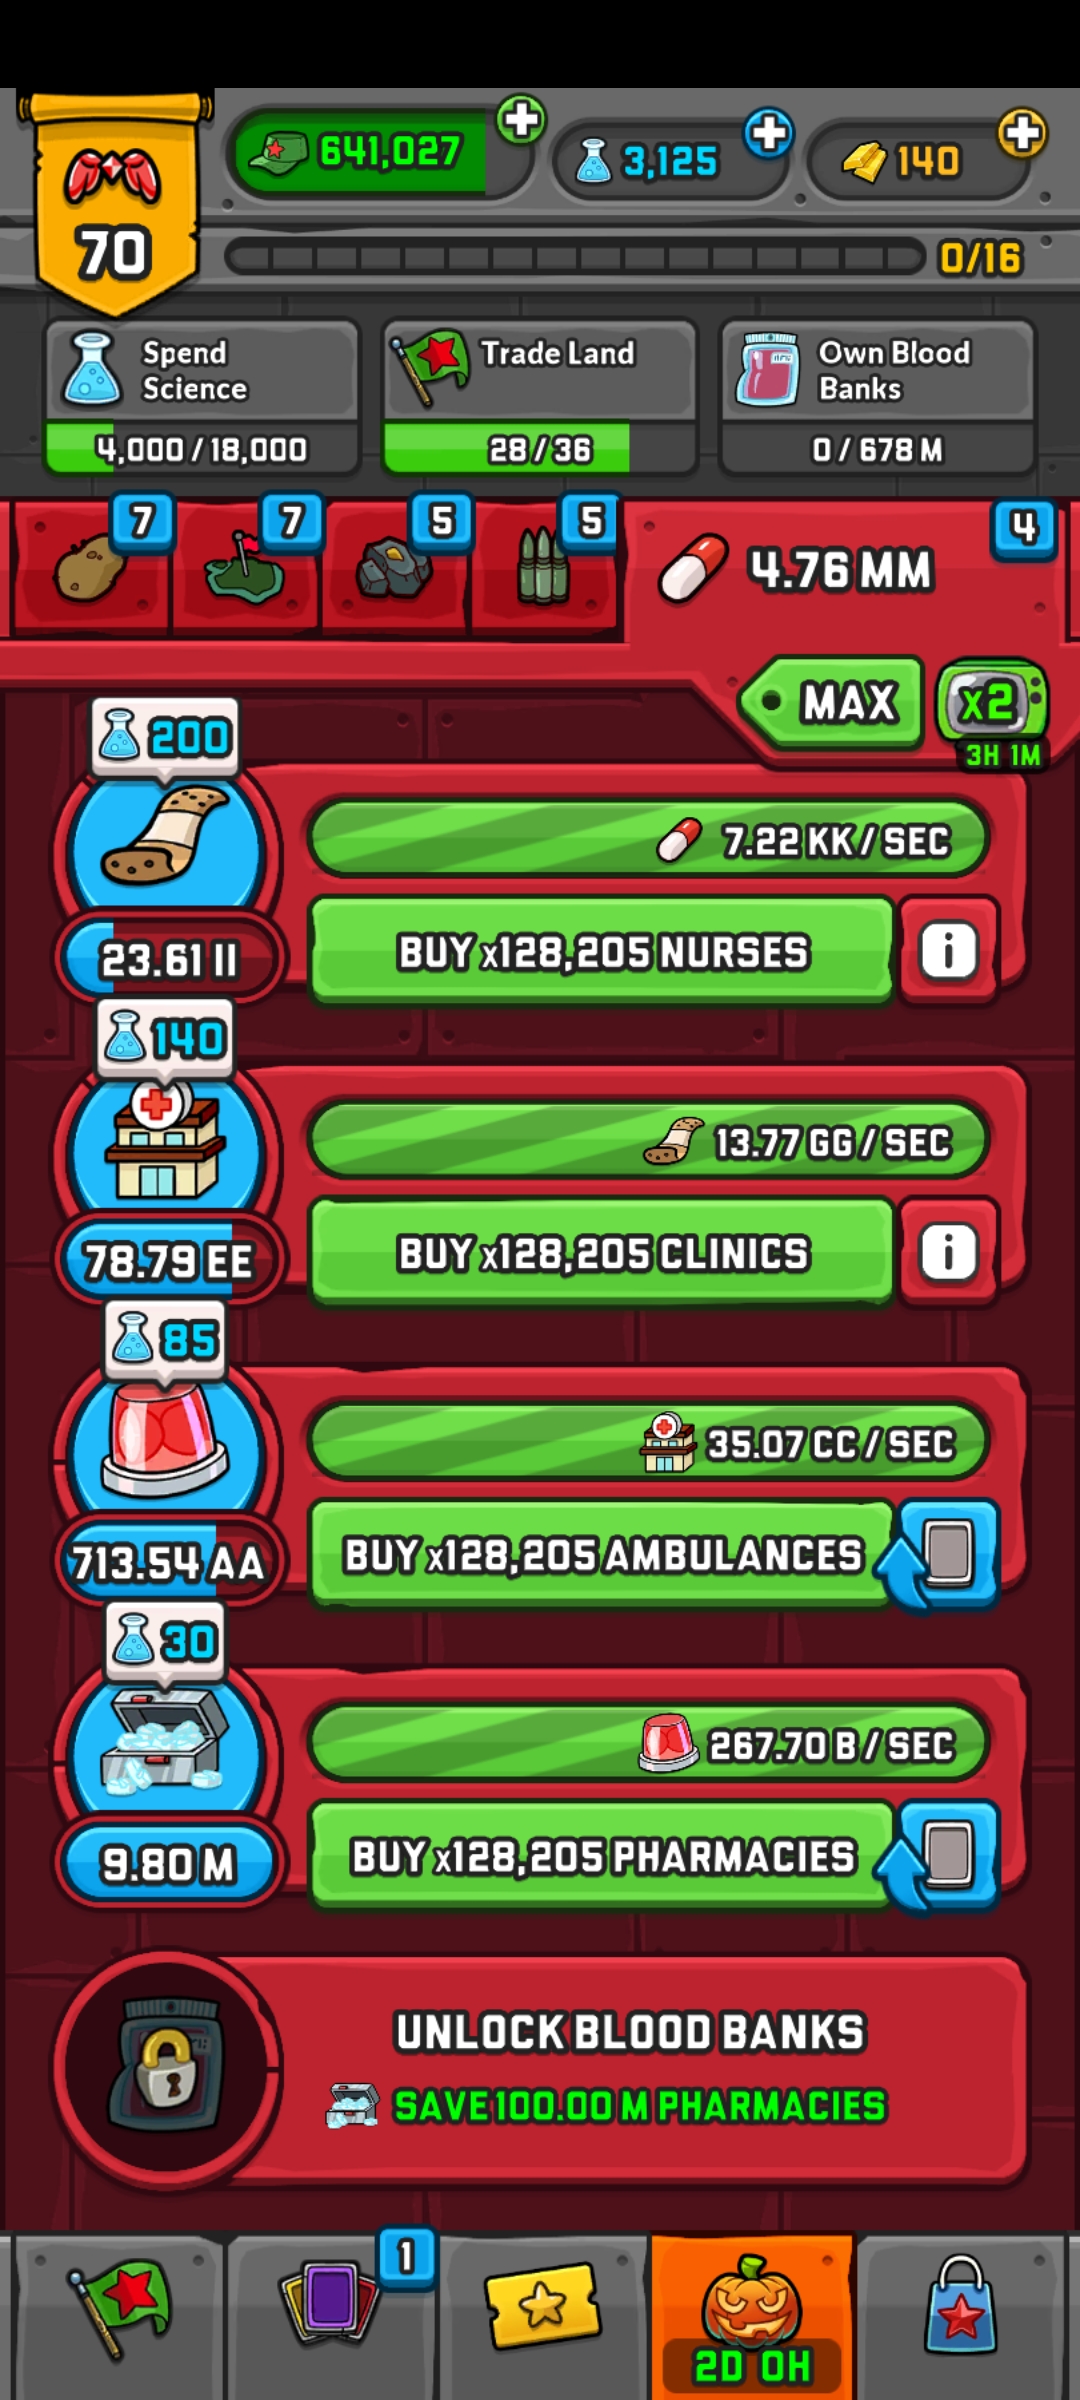 70
641,027
3,125
140
0/16
Spend
Science
4,000/18,000
Trade Land
28/36
Own Blood
Banks
0/678 M
7
7
5
5
4.76 MM
4
MAX
x2
3H 1M
200
7.22 KK/SEC
23.61 II
BUY x128,205 NURSES
i
140
13.77 GG/SEC
78.79 EE
BUY x128,205 CLINICS
i
85
35.07 CC/SEC
713.54 AA
BUY x128,205 AMBULANCES
30
267.70 B/SEC
9.80 M
BUY x128,205 PHARMACIES
UNLOCK BLOOD BANKS
SAVE 100.00 M PHARMACIES
1
2D 0H